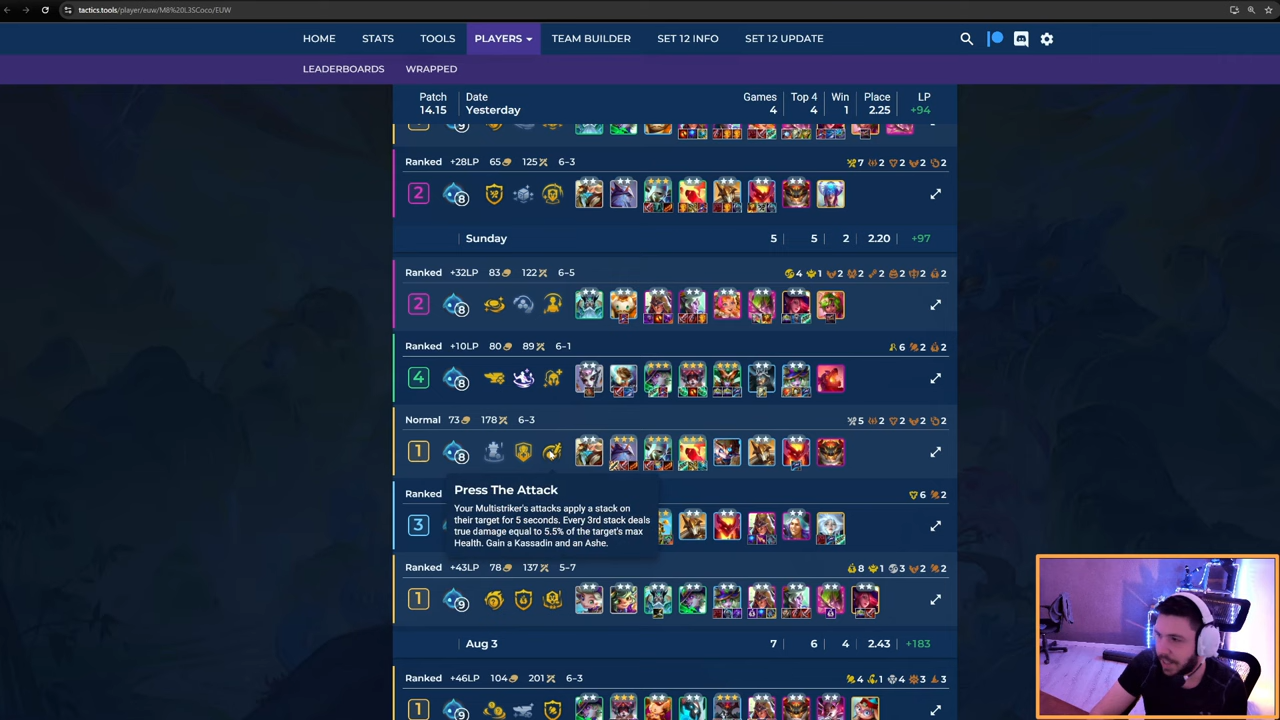 tactics.tools/player/euw/M8%20L3SCoco/EUW
HOME STATS TOOLS PLAYERS TEAM BUILDER SET 12 INFO SET 12 UPDATE
LEADERBOARDS WRAPPED
Patch Date Games Top 4 Win Place LP
14.15 Yesterday 4 4 1 2.25 +94
Ranked +28LP 65 125 6-3 7 2 2 2 2
2 8
Sunday 5 5 2 2.20 +97
Ranked +32LP 83 122 6-5 4 1 2 2 2 2 2 2
2 8
Ranked +10LP 80 89 6-1 6 2 2
4 8
Normal 73 178 6-3 5 2 2 2 2
1 8
Ranked 6 2
3
Press The Attack
Your Multistriker's attacks apply a stack on
their target for 5 seconds. Every 3rd stack deals
true damage equal to 5.5% of the target's max
Health. Gain a Kassadin and an Ashe.
Ranked +43LP 78 137 5-7 8 1 3 2 2
1 9
Aug 3 7 6 4 2.43 +183
Ranked +46LP 104 201 6-3 4 1 4 3 3
1 9